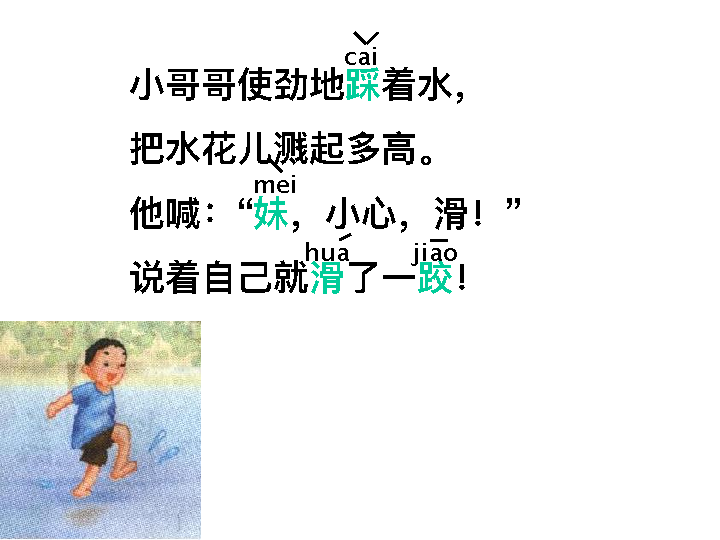 cǎi
小哥哥使劲地踩着水，
把水花儿溅起多高。
mèi
他喊：“妹，小心，滑！”
huá jiāo
说着自己就滑了一跤！